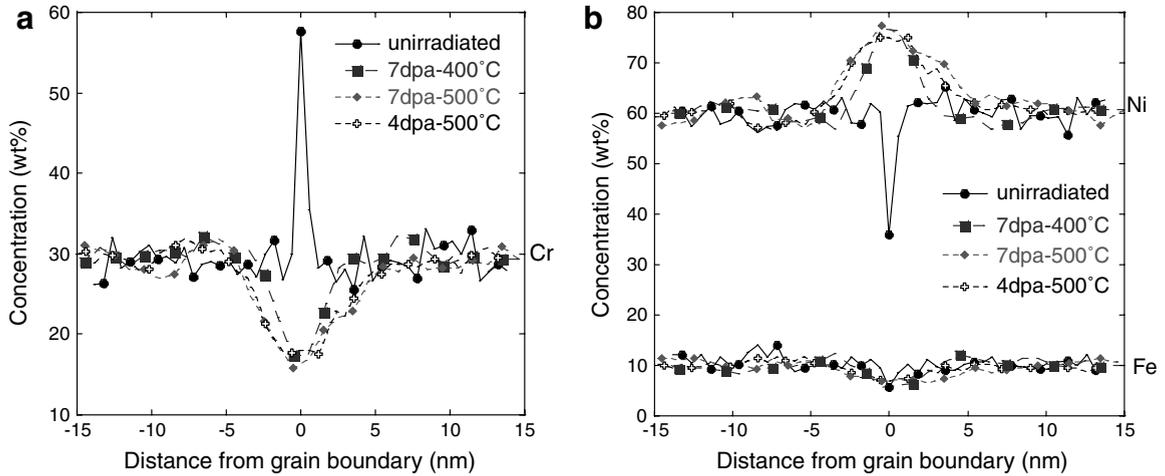 a
60
50
40
30
20
10
Concentration (wt%)
unirradiated
7dpa-400˚C
7dpa-500˚C
4dpa-500˚C
Cr
-15 -10 -5 0 5 10 15
Distance from grain boundary (nm)
b
80
70
60
50
40
30
20
10
0
Concentration (wt%)
Ni
unirradiated
7dpa-400˚C
7dpa-500˚C
4dpa-500˚C
Fe
-15 -10 -5 0 5 10 15
Distance from grain boundary (nm)